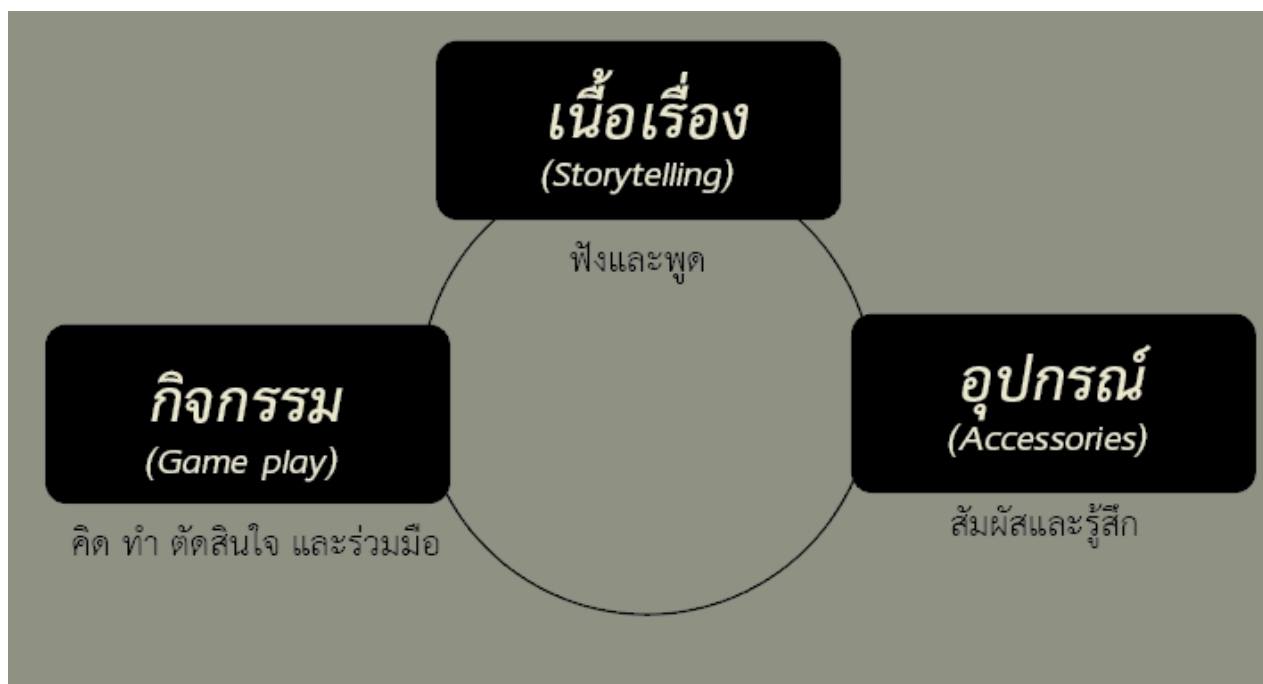 เนื้อเรื่อง
(Storytelling)
ฟังและพูด
กิจกรรม
(Game play)
คิด ทำ ตัดสินใจ และร่วมมือ
อุปกรณ์
(Accessories)
สัมผัสและรู้สึก